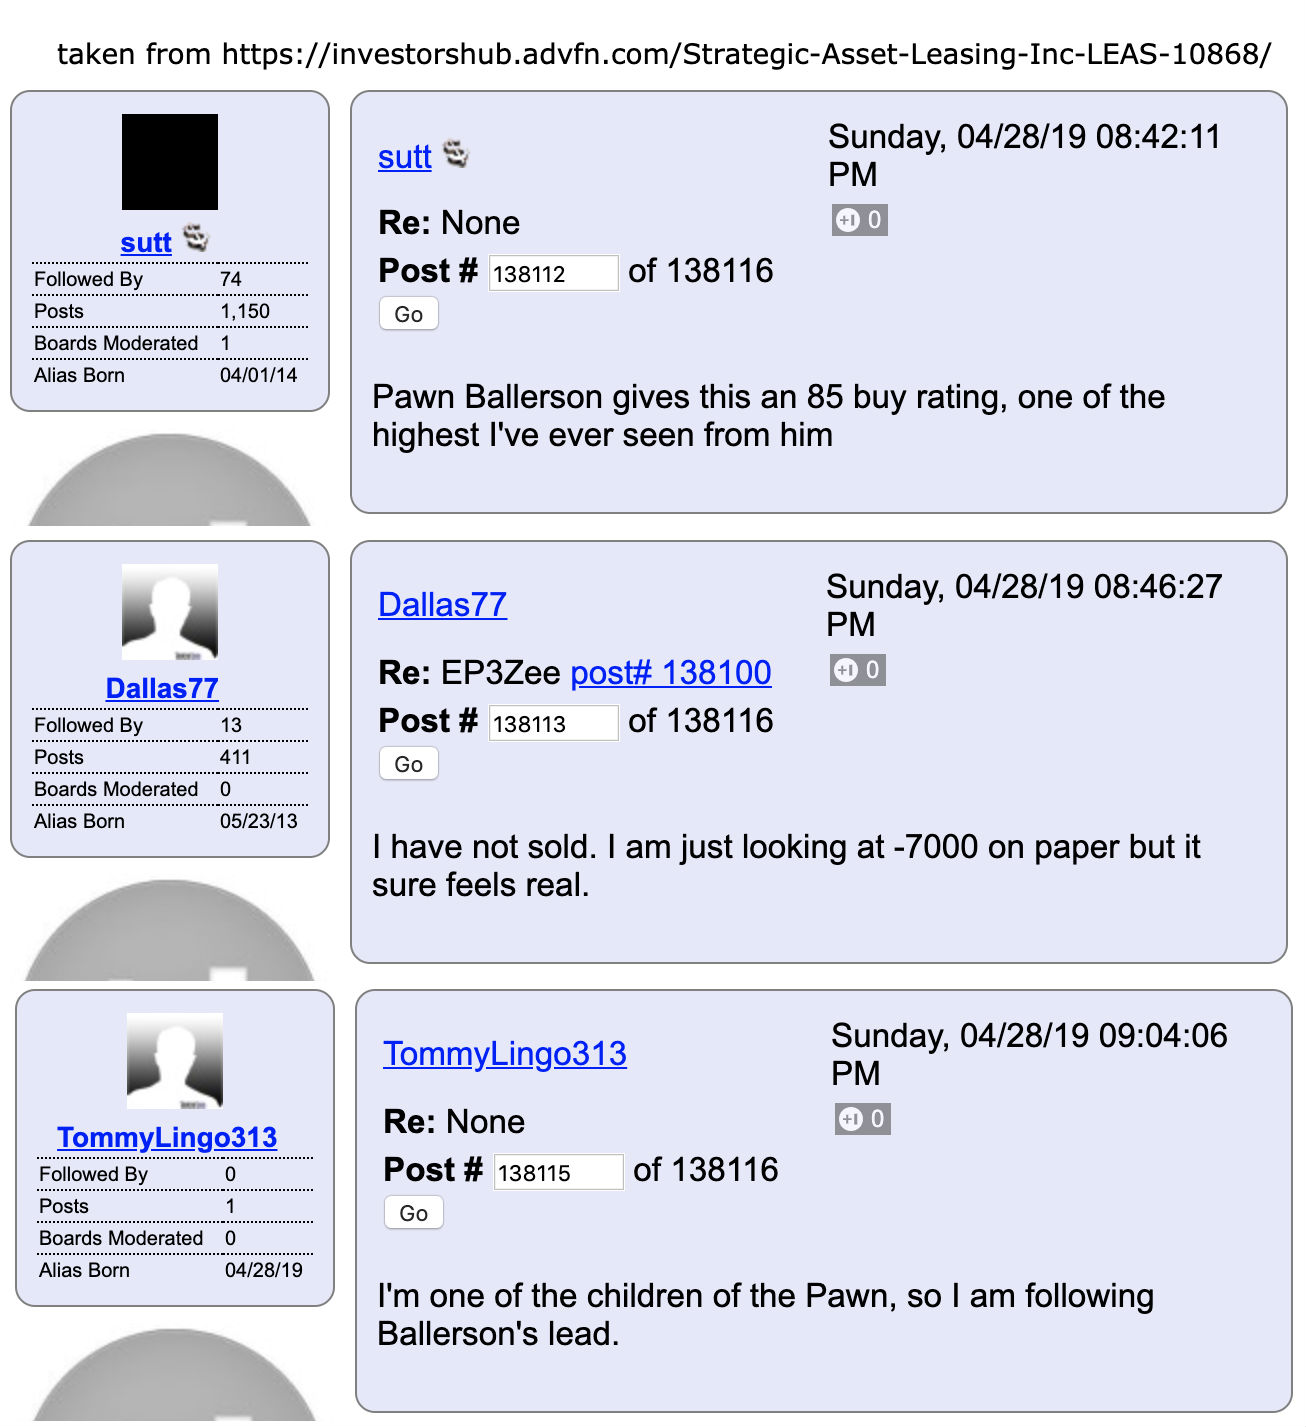 taken from https://investorshub.advfn.com/Strategic-Asset-Leasing-Inc-LEAS-10868/
sutt
Followed By 74
Posts 1,150
Boards Moderated 1
Alias Born 04/01/14
sutt
Sunday, 04/28/19 08:42:11
PM
+1 0
Re: None
Post # 138112 of 138116
Go
Pawn Ballerson gives this an 85 buy rating, one of the
highest I've ever seen from him
Dallas77
Followed By 13
Posts 411
Boards Moderated 0
Alias Born 05/23/13
Dallas77
Sunday, 04/28/19 08:46:27
PM
+1 0
Re: EP3Zee post# 138100
Post # 138113 of 138116
Go
I have not sold. I am just looking at -7000 on paper but it
sure feels real.
TommyLingo313
Followed By 0
Posts 1
Boards Moderated 0
Alias Born 04/28/19
TommyLingo313
Sunday, 04/28/19 09:04:06
PM
+1 0
Re: None
Post # 138115 of 138116
Go
I'm one of the children of the Pawn, so I am following
Ballerson's lead.